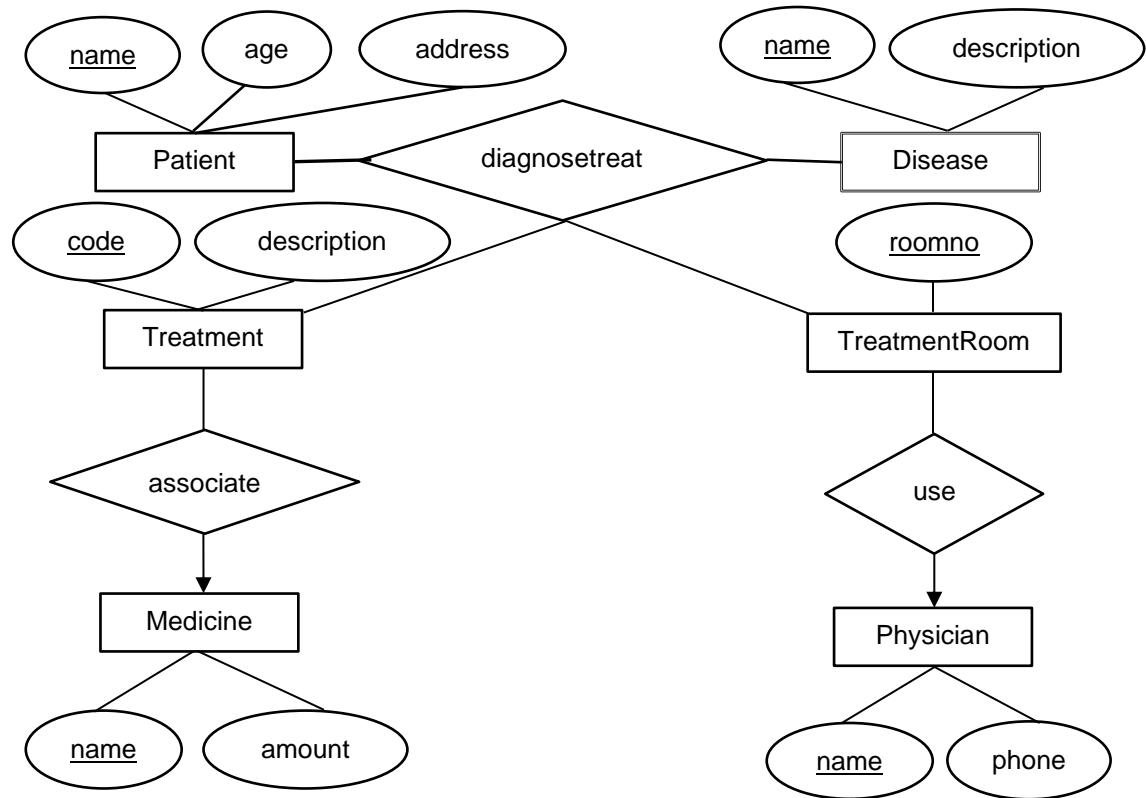 name
age
address
name
description
Patient
diagnosetreat
Disease
code
description
roomno
Treatment
TreatmentRoom
associate
use
Medicine
Physician
name
amount
name
phone